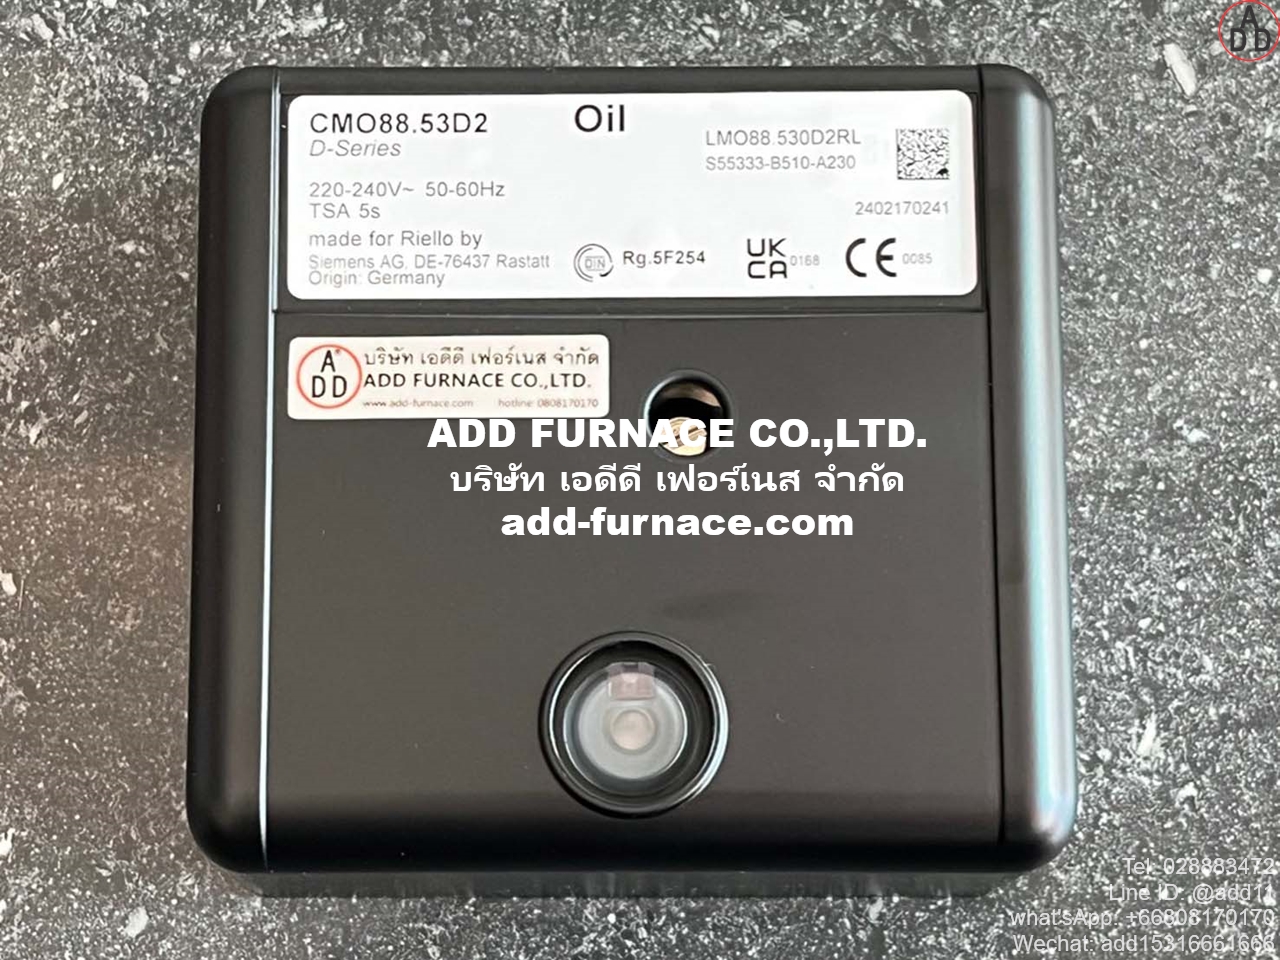 A
DD
CMO88.53D2
Oil
D-Series
LMO88.530D2RL
S55333-B510-A230
220-240V~ 50-60Hz
TSA 5s
2402170241
made for Riello by
Siemens AG, DE-76437 Rastatt
Origin: Germany
DIN
Rg.5F254
UK
CA 0168
CE 0085
A
DD
บริษัท เอดีดี เฟอร์เนส จำกัด
ADD FURNACE CO.,LTD.
www.add-furnace.com hotline 0808170170
ADD FURNACE CO.,LTD.
บริษัท เอดีดี เฟอร์เนส จำกัด
add-furnace.com
Tel: 028883472
Line ID: @add11
what'sApp: +66808170170
Wechat: add15316661666